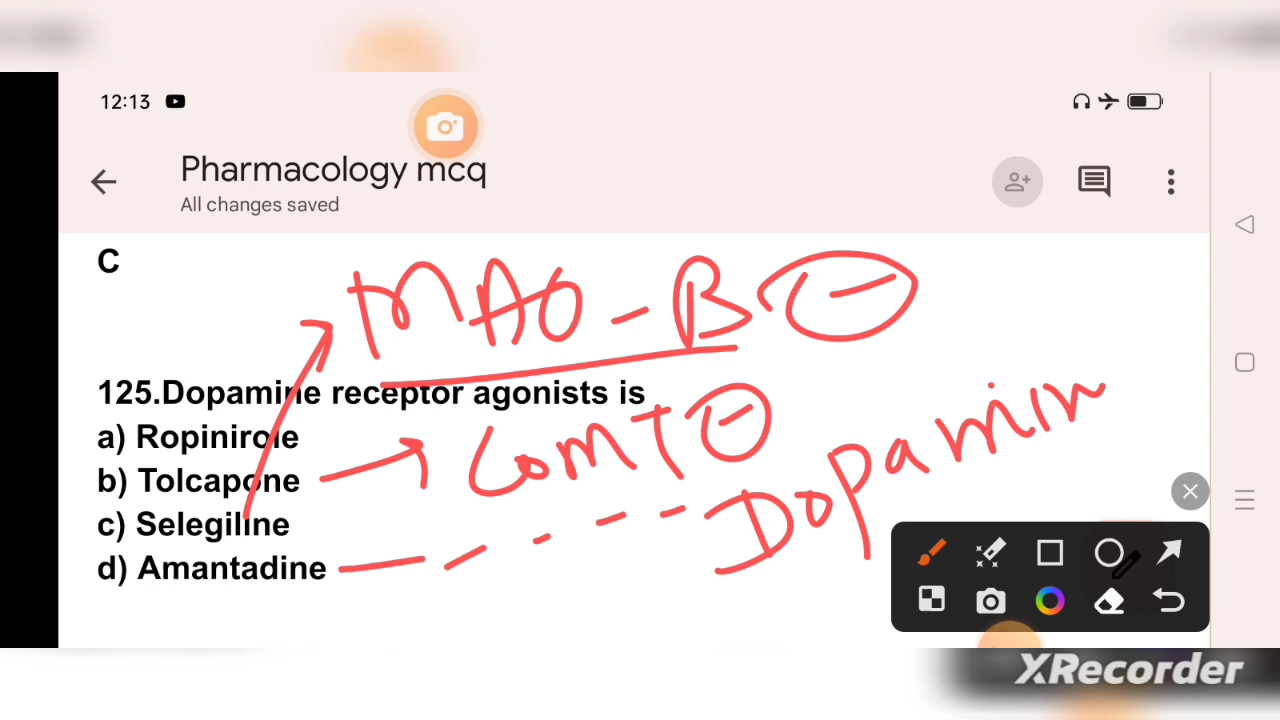 12:13
Pharmacology mcq
All changes saved
C
MAO-B
125.Dopamine receptor agonists is
a) Ropinirole
b) Tolcapone
COMT
c) Selegiline
d) Amantadine
Dopamin
XRecorder